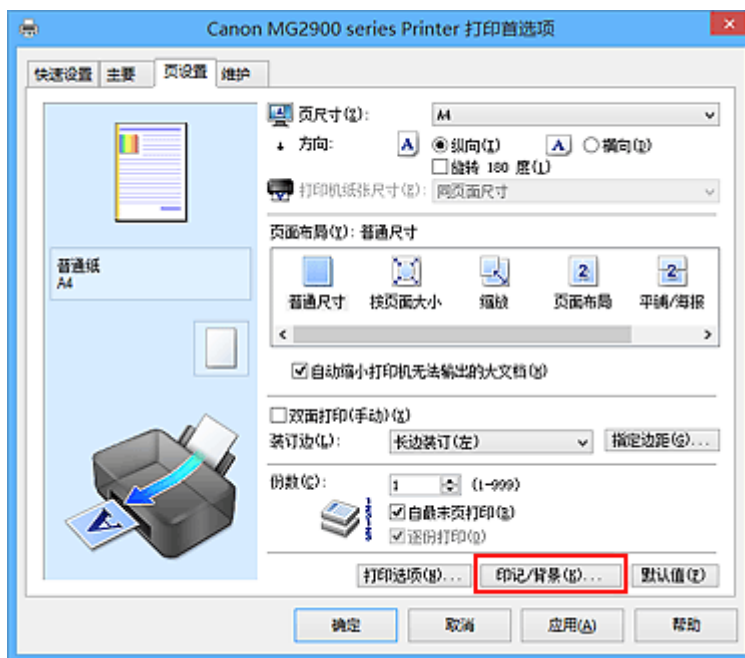 Canon MG2900 series Printer 打印首选项
快速设置 主要 页设置 维护
页尺寸(Z): A4
方向: A 纵向(I) A 横向(D)
旋转 180 度(L)
打印机纸张尺寸(E): 同页面尺寸
页面布局(Y): 普通尺寸
普通尺寸 按页面大小 缩放 页面布局 平铺/海报
自动缩小打印机无法输出的大文档(W)
普通纸
A4
双面打印(手动)(X)
装订边(L): 长边装订(左) 指定边距(G)...
份数(C): 1 (1-999)
自最末页打印(R)
逐份打印(O)
打印选项(N)... 印记/背景(K)... 默认值(F)
确定 取消 应用(A) 帮助